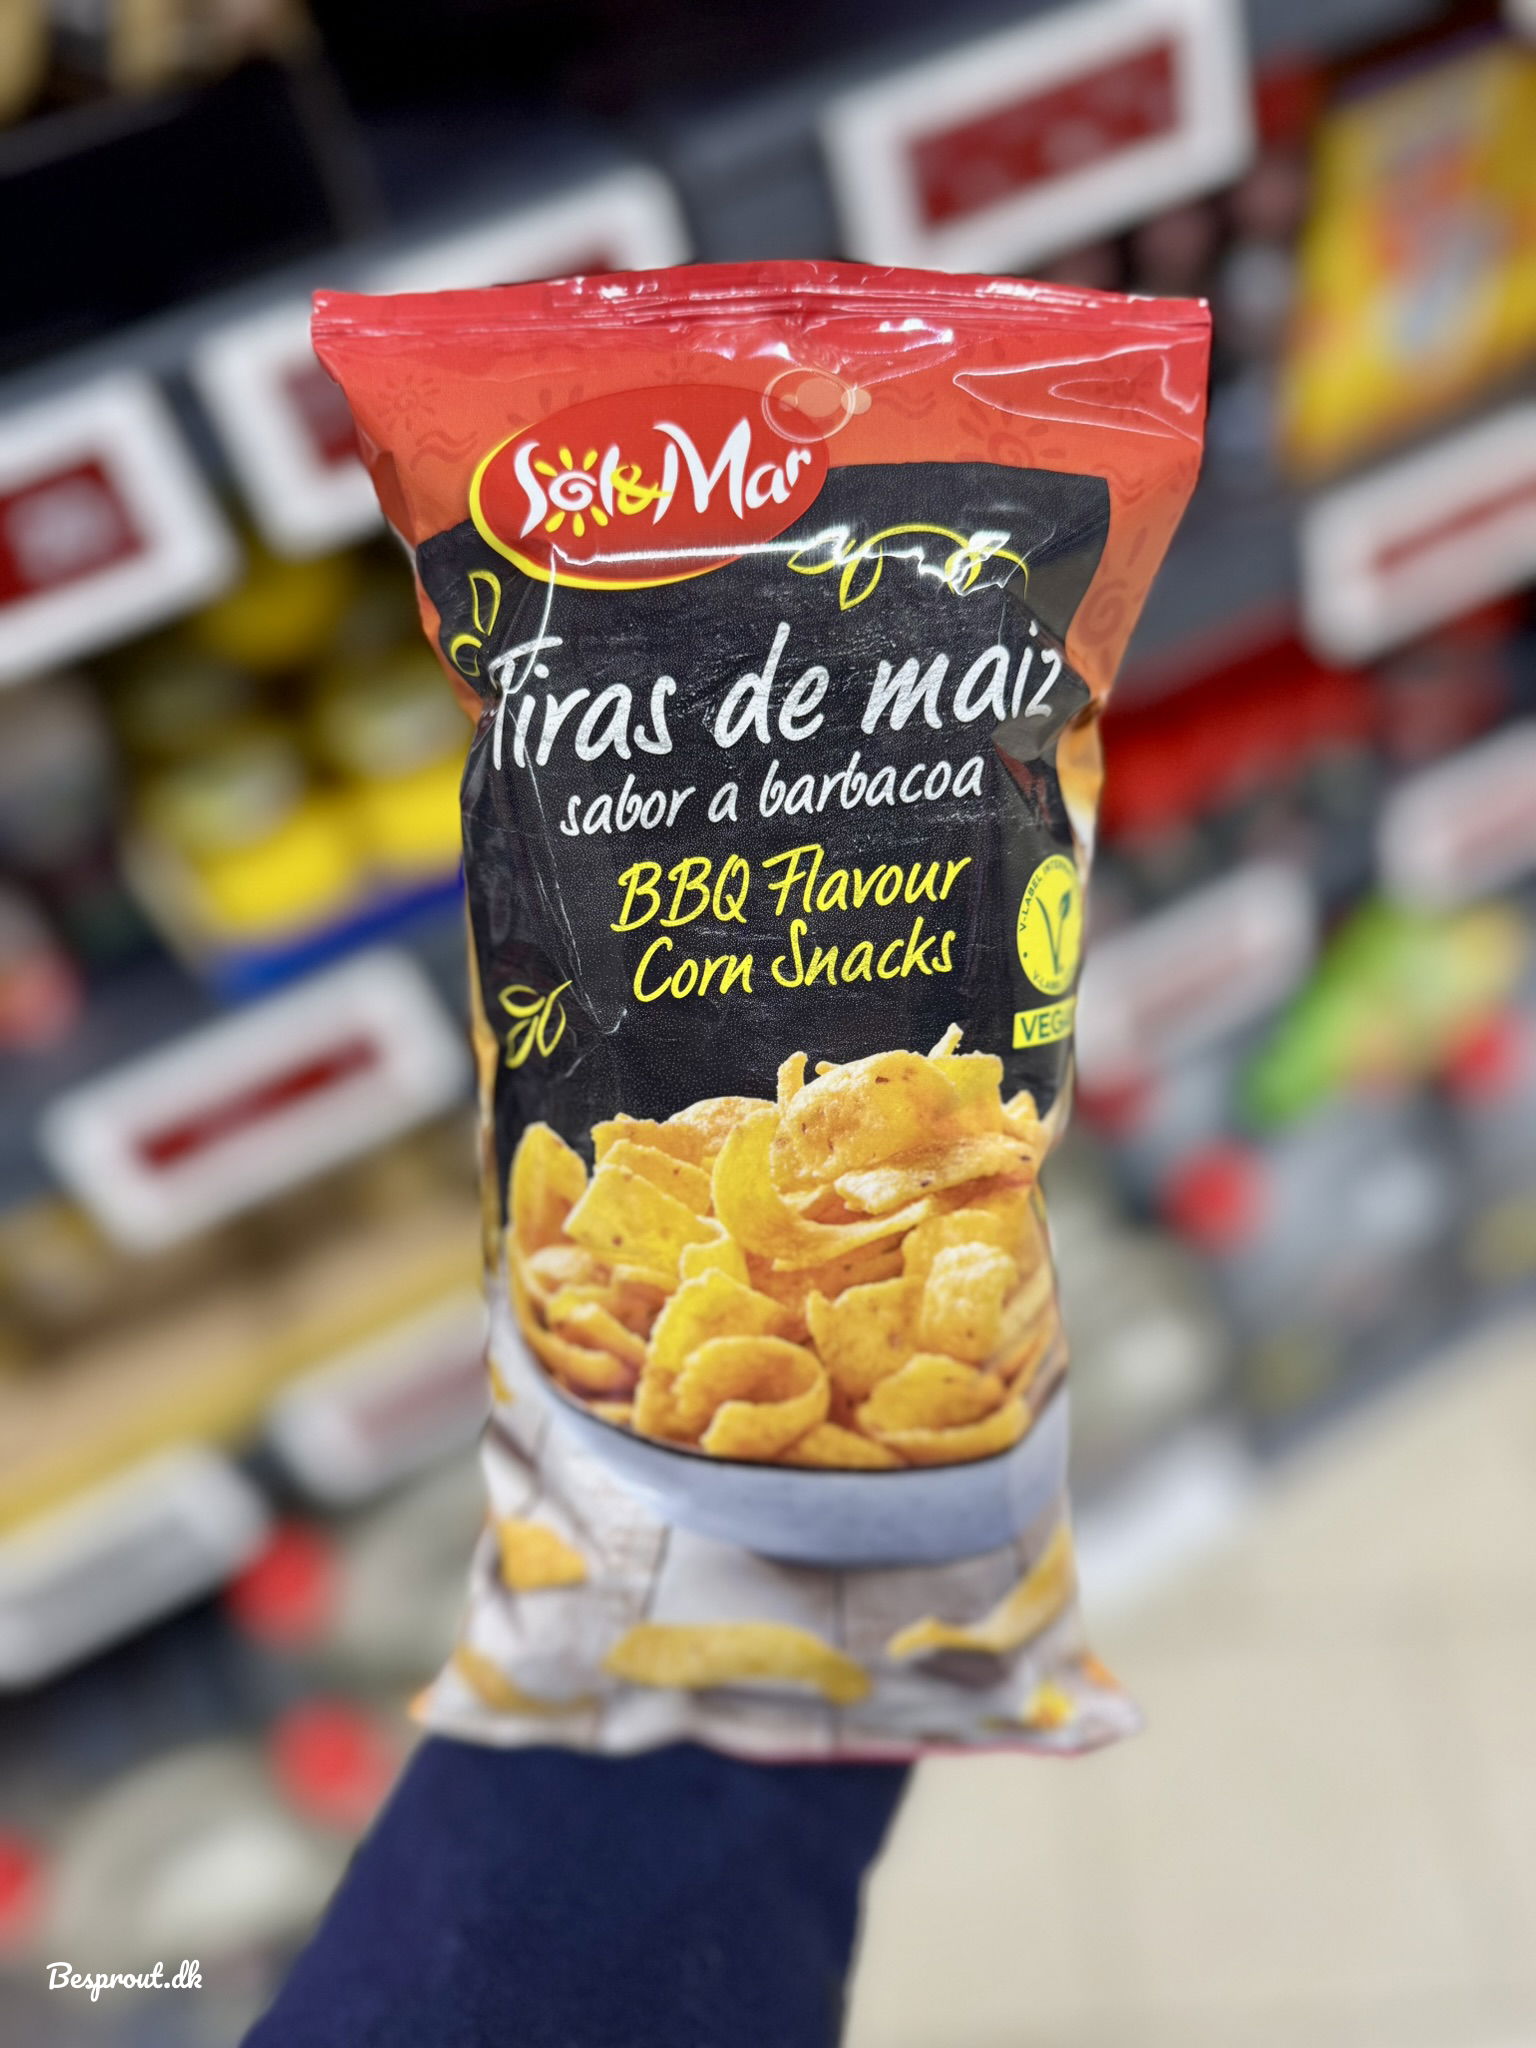 Sol&Mar
Tiras de maiz
sabor a barbacoa
BBQ Flavour
Corn Snacks
V-LABEL
VEGAN
Besprout.dk